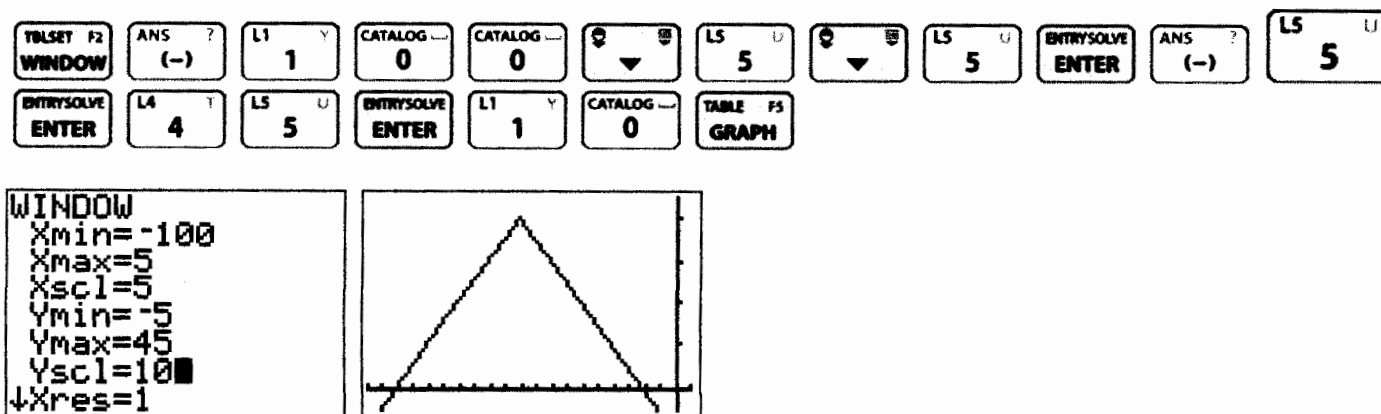 TBLSET F2 ANS ? L1 Y CATALOG CATALOG L5 U L5 U ENTRYSOLVE ANS ? L5 U
WINDOW (-) 1 0 0 ▼ 5 ▼ 5 ENTER (-) 5
ENTRYSOLVE L4 T L5 U ENTRYSOLVE L1 Y CATALOG TABLE F5
ENTER 4 5 ENTER 1 0 GRAPH
WINDOW
Xmin=-100
Xmax=5
Xscl=5
Ymin=-5
Ymax=45
Yscl=10
↓Xres=1